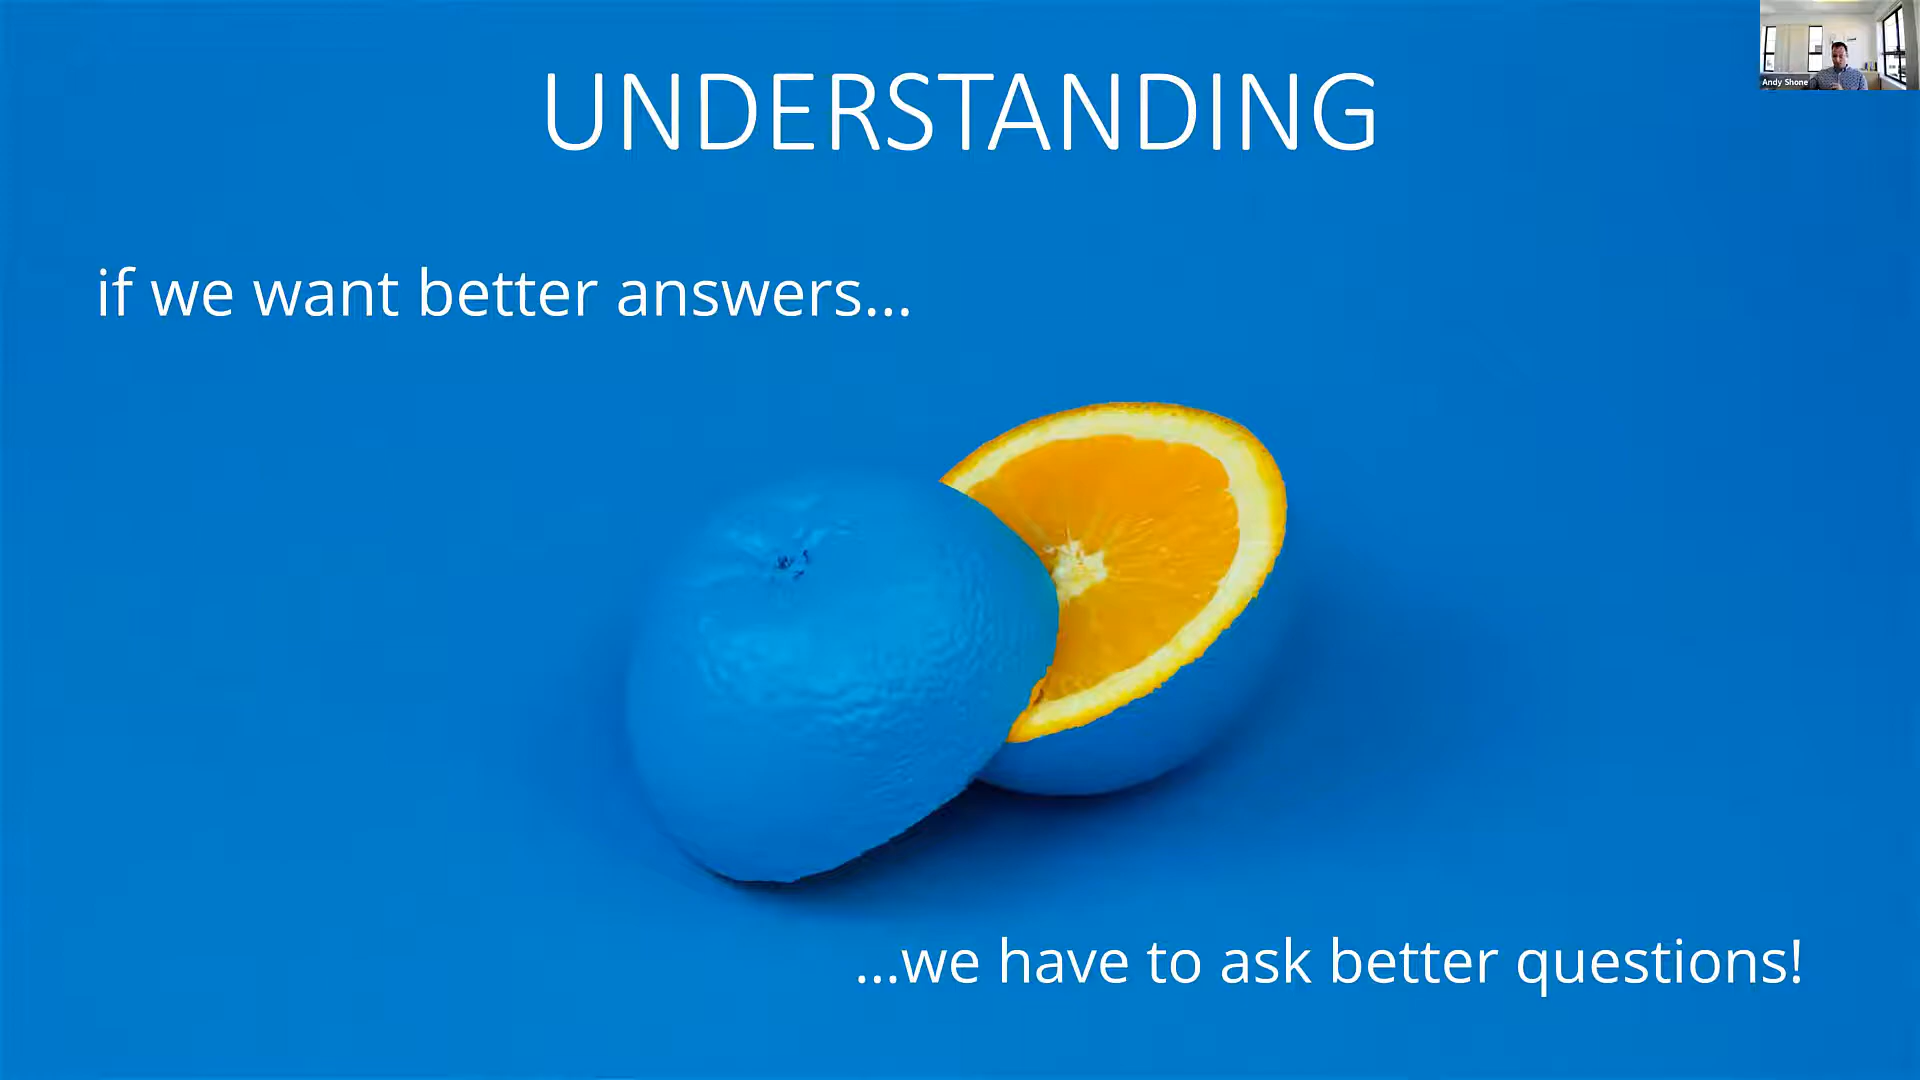 UNDERSTANDING
Andy Shone
if we want better answers...
...we have to ask better questions!